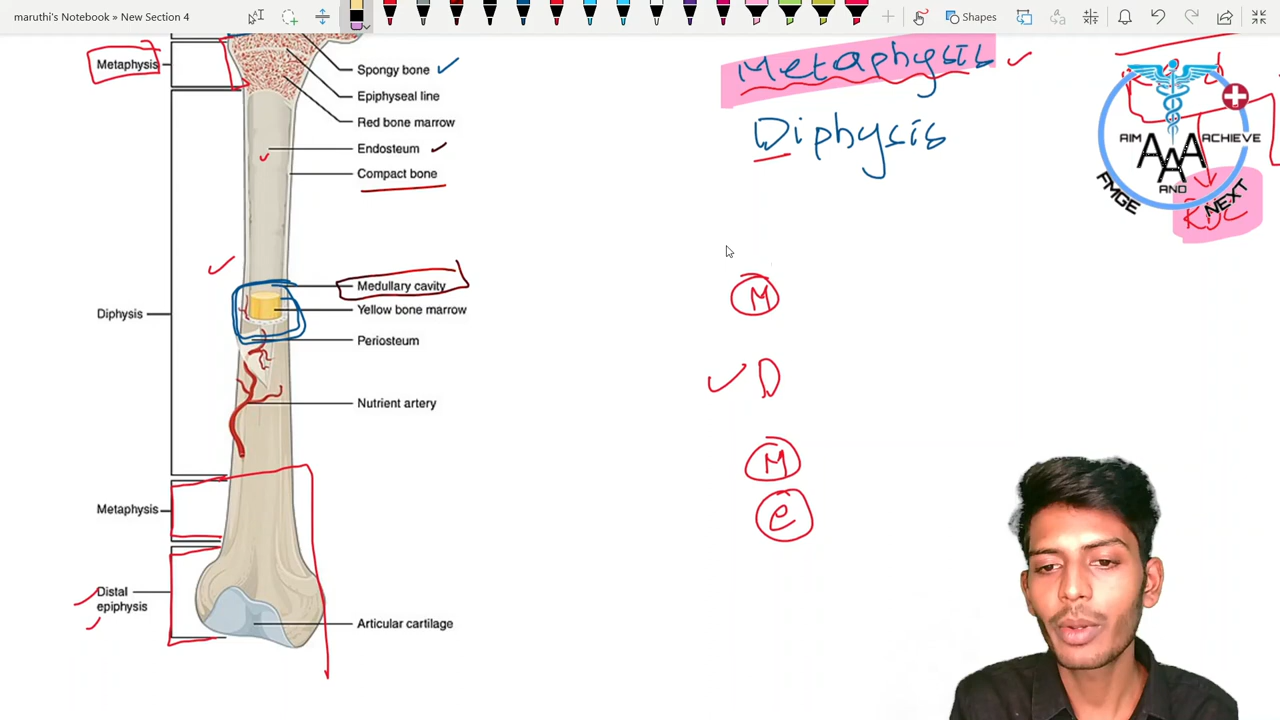 maruthi's Notebook » New Section 4
Shapes
Metaphysis
Spongy bone
Epiphyseal line
Red bone marrow
Endosteum
Compact bone
Medullary cavity
Yellow bone marrow
Diphysis
Periosteum
Nutrient artery
Metaphysis
Distal
epiphysis
Articular cartilage
Metaphysis
Diphysis
M
D
M
e
AIM ACHIEVE
AAA
AND
FMGE NEXT